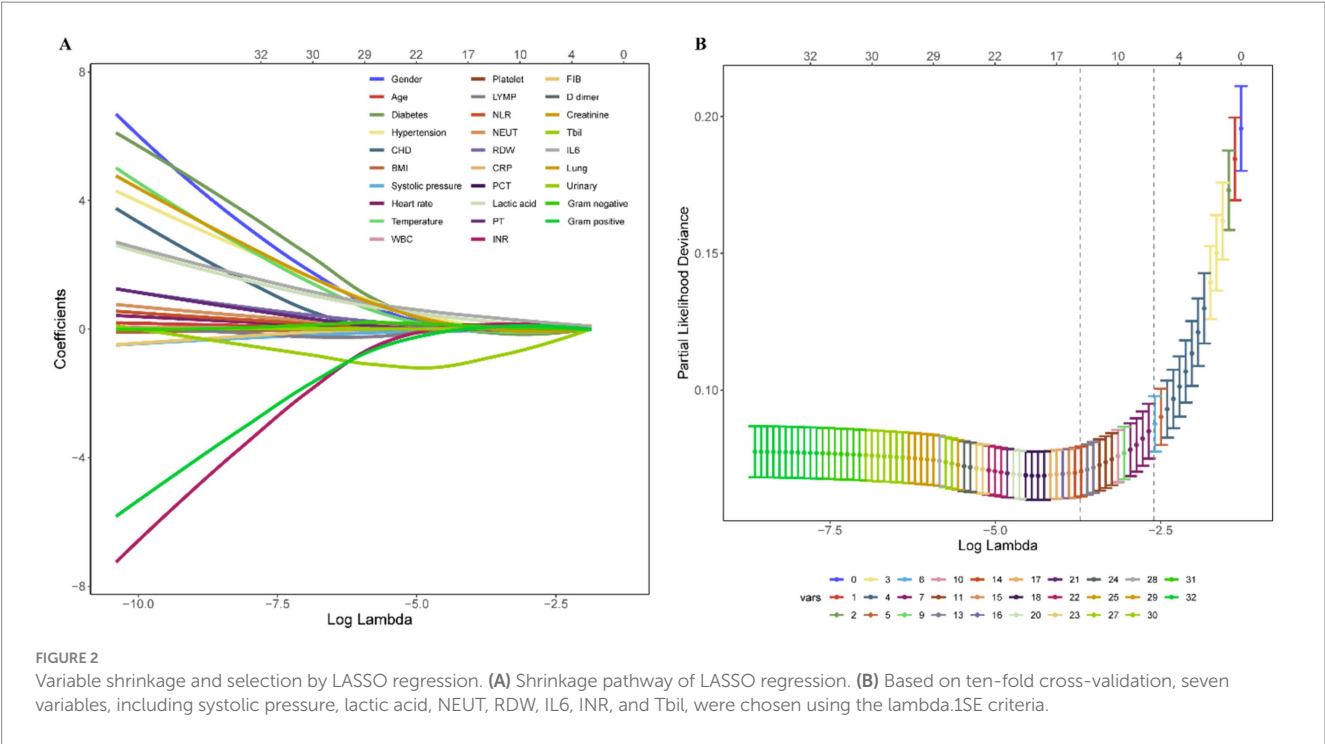 A
32 30 29 22 17 10 4 0
8
4
0
−4
−8
Coefficients
Gender Platelet FIB
Age LYMP D dimer
Diabetes NLR Creatinine
Hypertension NEUT Tbil
CHD RDW IL6
BMI CRP Lung
Systolic pressure PCT Urinary
Heart rate Lactic acid Gram negative
Temperature PT Gram positive
WBC INR
−10.0 −7.5 −5.0 −2.5
Log Lambda
B
32 30 29 22 17 10 4 0
0.20
0.15
0.10
Partial Likelihood Deviance
−7.5 −5.0 −2.5
Log Lambda
vars
0 3 6 10 14 17 21 24 28 31
1 4 7 11 15 18 22 25 29 32
2 5 9 13 16 20 23 27 30
FIGURE 2
Variable shrinkage and selection by LASSO regression. (A) Shrinkage pathway of LASSO regression. (B) Based on ten-fold cross-validation, seven
variables, including systolic pressure, lactic acid, NEUT, RDW, IL6, INR, and Tbil, were chosen using the lambda.1SE criteria.